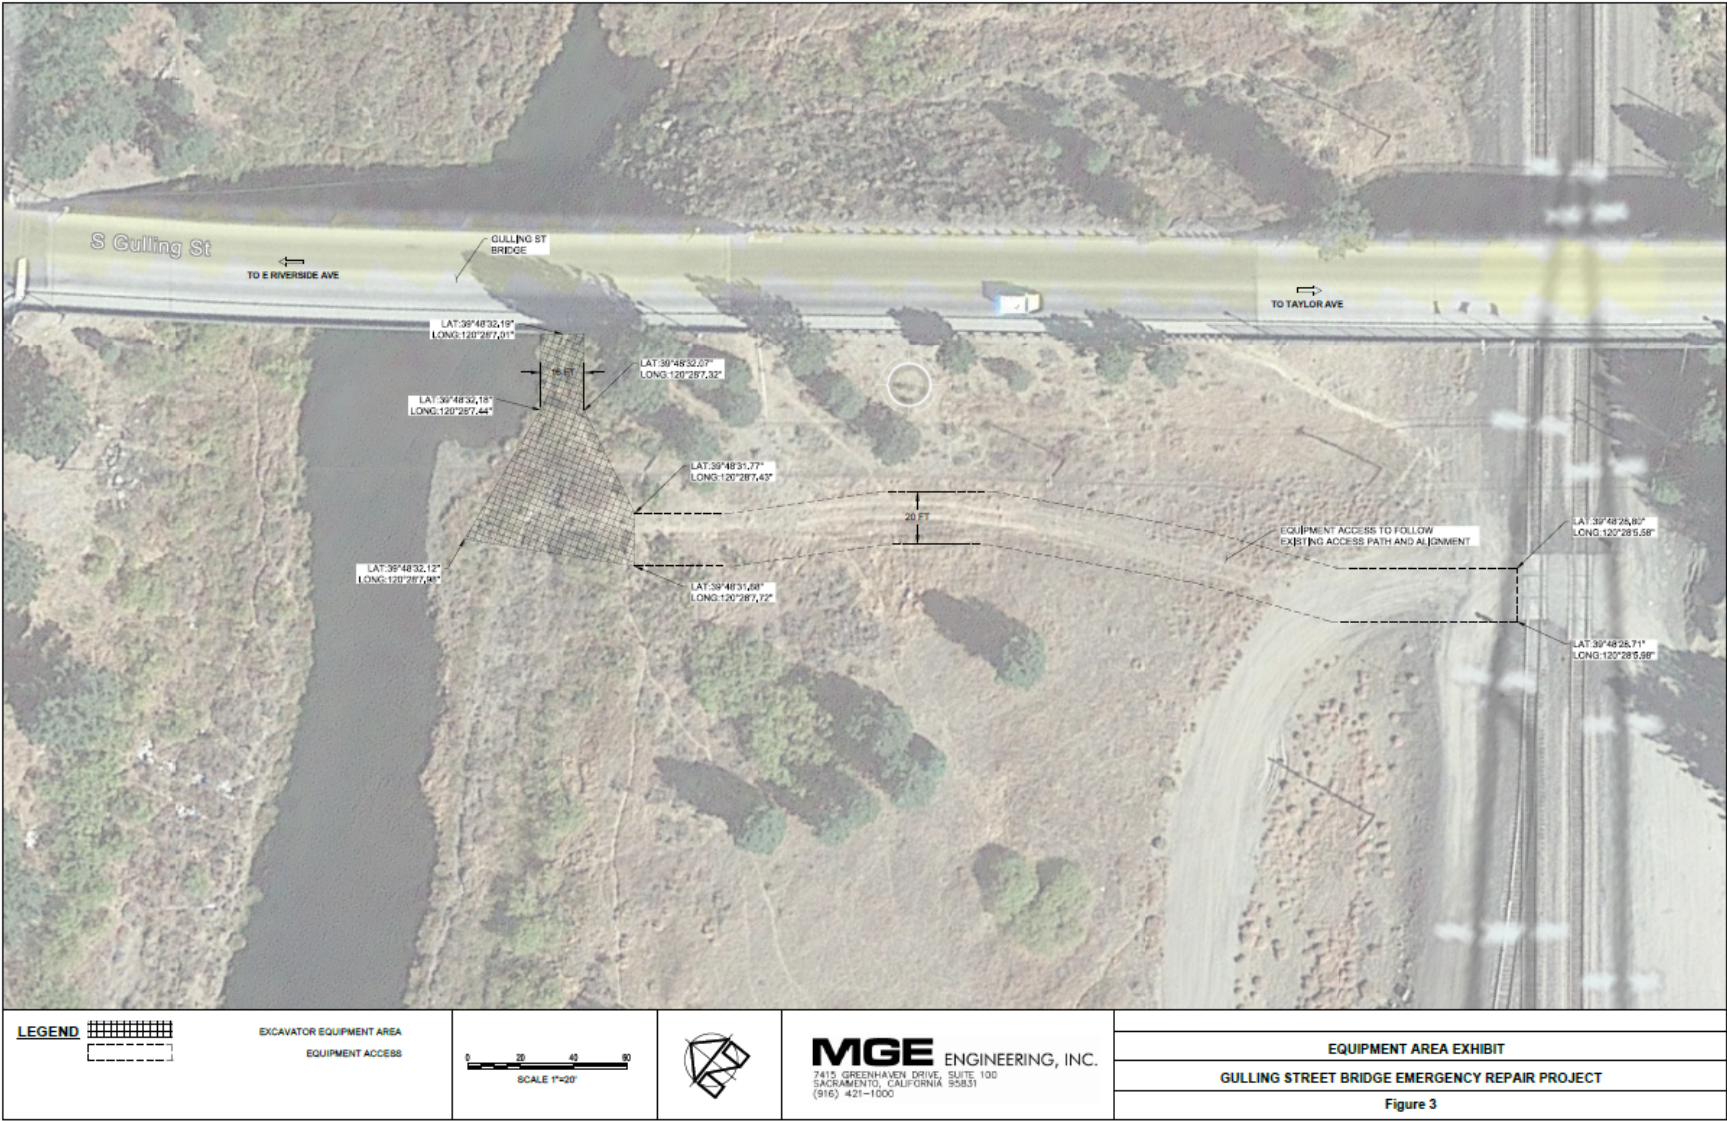 S Gulling St
TO E RIVERSIDE AVE
GULLING ST
BRIDGE
TO TAYLOR AVE
LAT:39°48'32.19"
LONG:120°28'7.01"
16 FT
LAT:39°48'32.07"
LONG:120°28'7.32"
LAT:39°48'32.18"
LONG:120°28'7.44"
LAT:39°48'31.77"
LONG:120°28'7.43"
20 FT
EQUIPMENT ACCESS TO FOLLOW
EXISTING ACCESS PATH AND ALIGNMENT
LAT:39°48'28.80"
LONG:120°28'5.58"
LAT:39°48'32.12"
LONG:120°28'7.98"
LAT:39°48'31.68"
LONG:120°28'7.72"
LAT:39°48'28.71"
LONG:120°28'5.98"
LEGEND
EXCAVATOR EQUIPMENT AREA
EQUIPMENT ACCESS
0 20 40 60
SCALE 1"=20'
MGE ENGINEERING, INC.
7415 GREENHAVEN DRIVE, SUITE 100
SACRAMENTO, CALIFORNIA 95831
(916) 421-1000
EQUIPMENT AREA EXHIBIT
GULLING STREET BRIDGE EMERGENCY REPAIR PROJECT
Figure 3